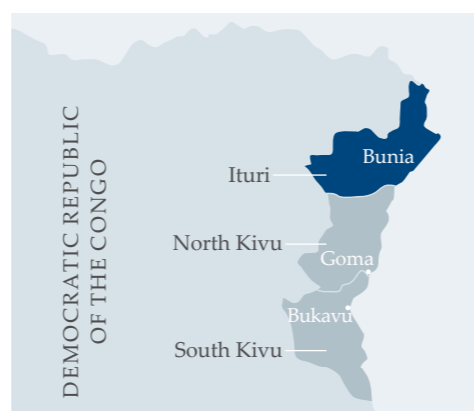 DEMOCRATIC REPUBLIC
OF THE CONGO
Bunia
Ituri
North Kivu
Goma
Bukavu
South Kivu